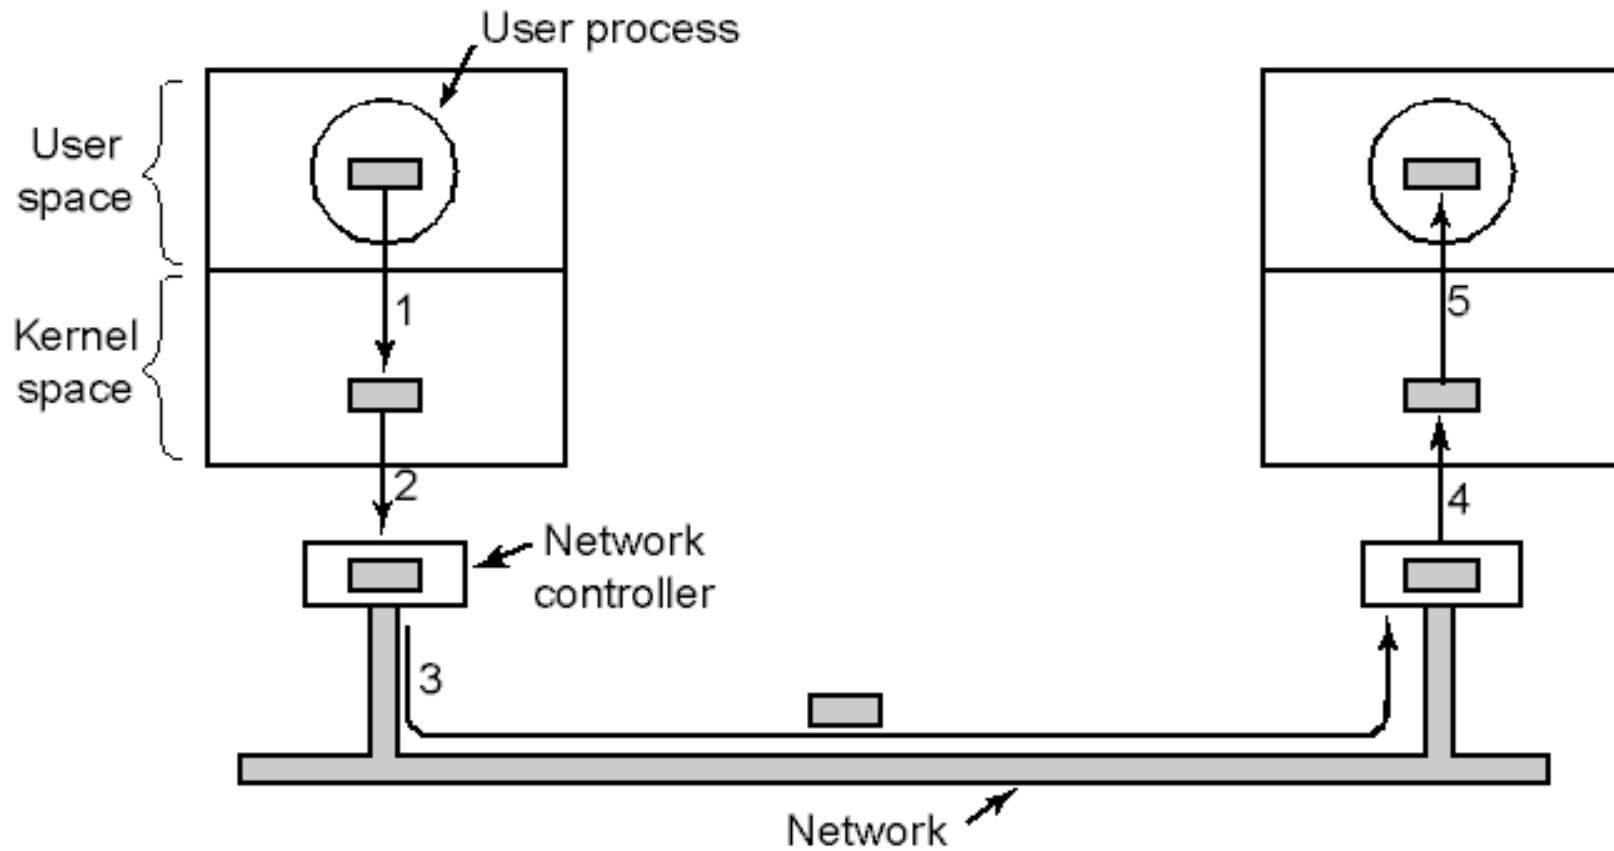 User process
User
space
1
5
Kernel
space
2
4
Network
controller
3
Network